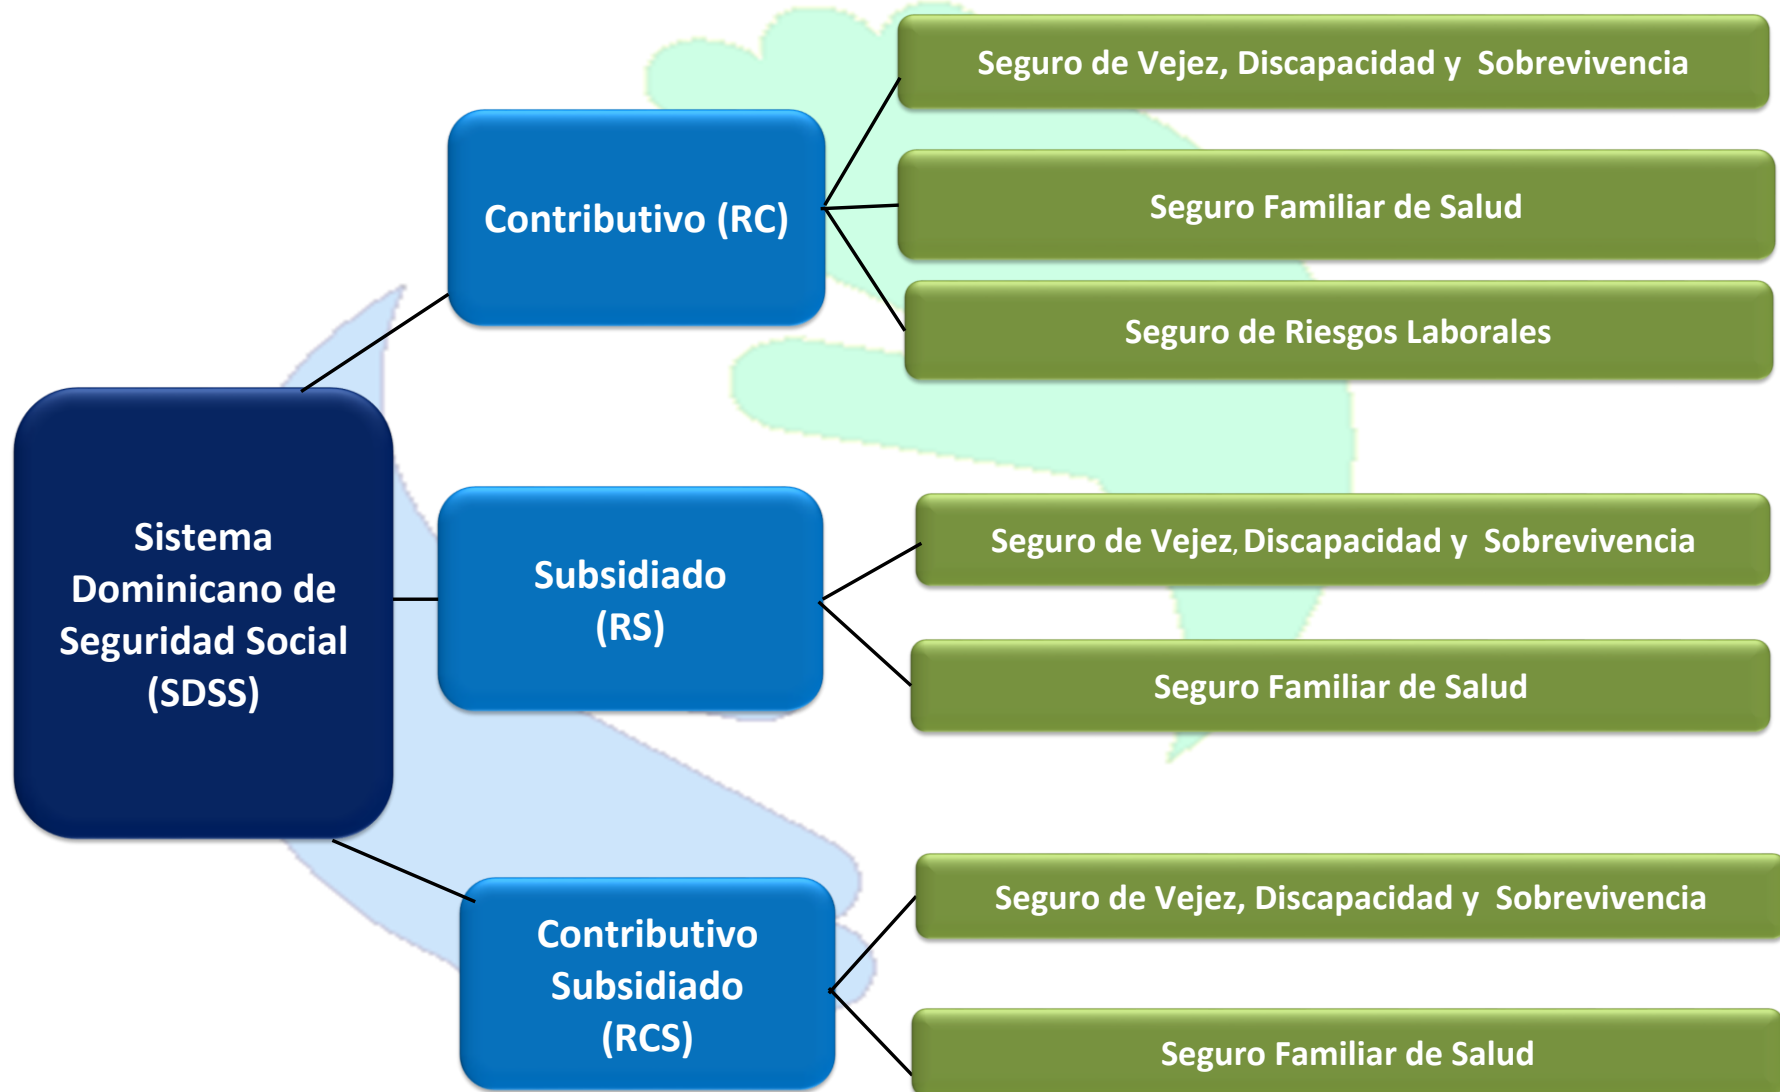 Sistema
Dominicano de
Seguridad Social
(SDSS)
Contributivo (RC)
Seguro de Vejez, Discapacidad y Sobrevivencia
Seguro Familiar de Salud
Seguro de Riesgos Laborales
Subsidiado
(RS)
Seguro de Vejez, Discapacidad y Sobrevivencia
Seguro Familiar de Salud
Contributivo
Subsidiado
(RCS)
Seguro de Vejez, Discapacidad y Sobrevivencia
Seguro Familiar de Salud